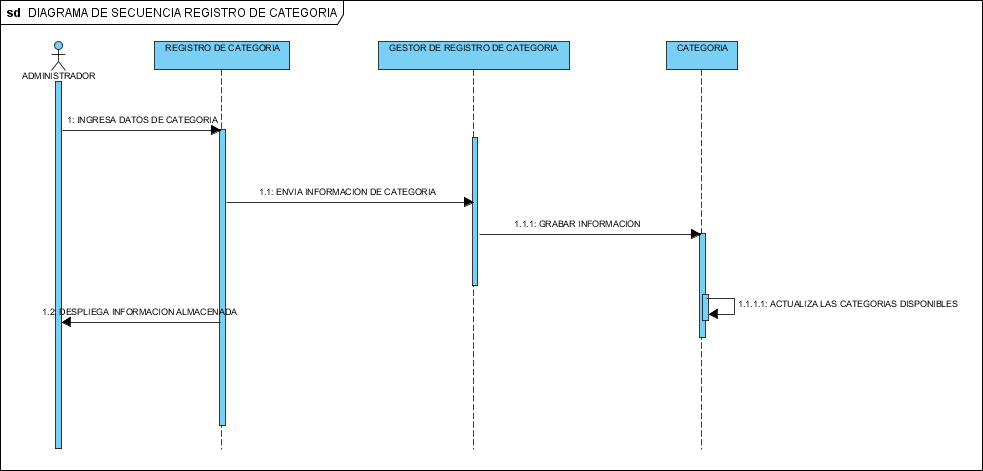 sd DIAGRAMA DE SECUENCIA REGISTRO DE CATEGORIA
ADMINISTRADOR
REGISTRO DE CATEGORIA
GESTOR DE REGISTRO DE CATEGORIA
CATEGORIA
1: INGRESA DATOS DE CATEGORIA
1.1: ENVIA INFORMACION DE CATEGORIA
1.1.1: GRABAR INFORMACION
1.1.1.1: ACTUALIZA LAS CATEGORIAS DISPONIBLES
1.2: DESPLIEGA INFORMACION ALMACENADA